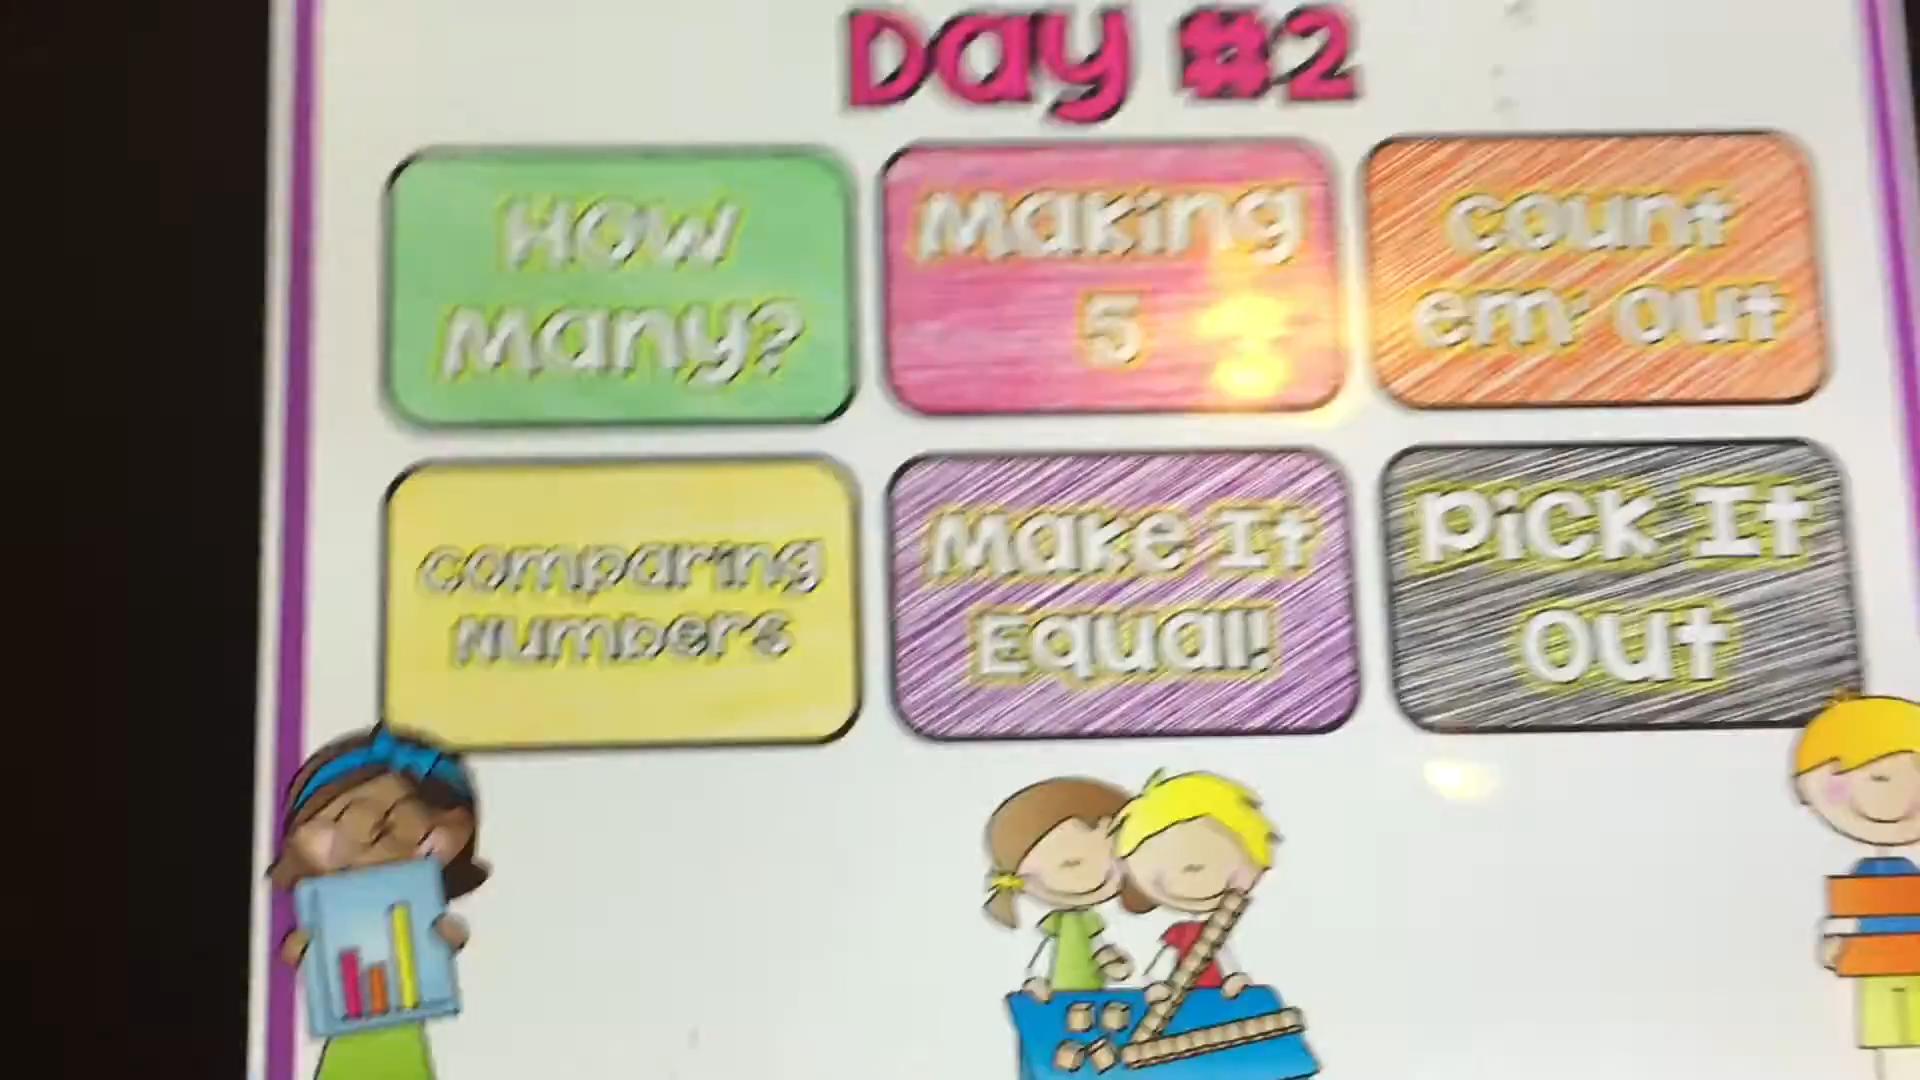 Day #2
How
Many?
Making
5
Count
em' Out
Comparing
Numbers
Make It
Equal!
Pick It
Out